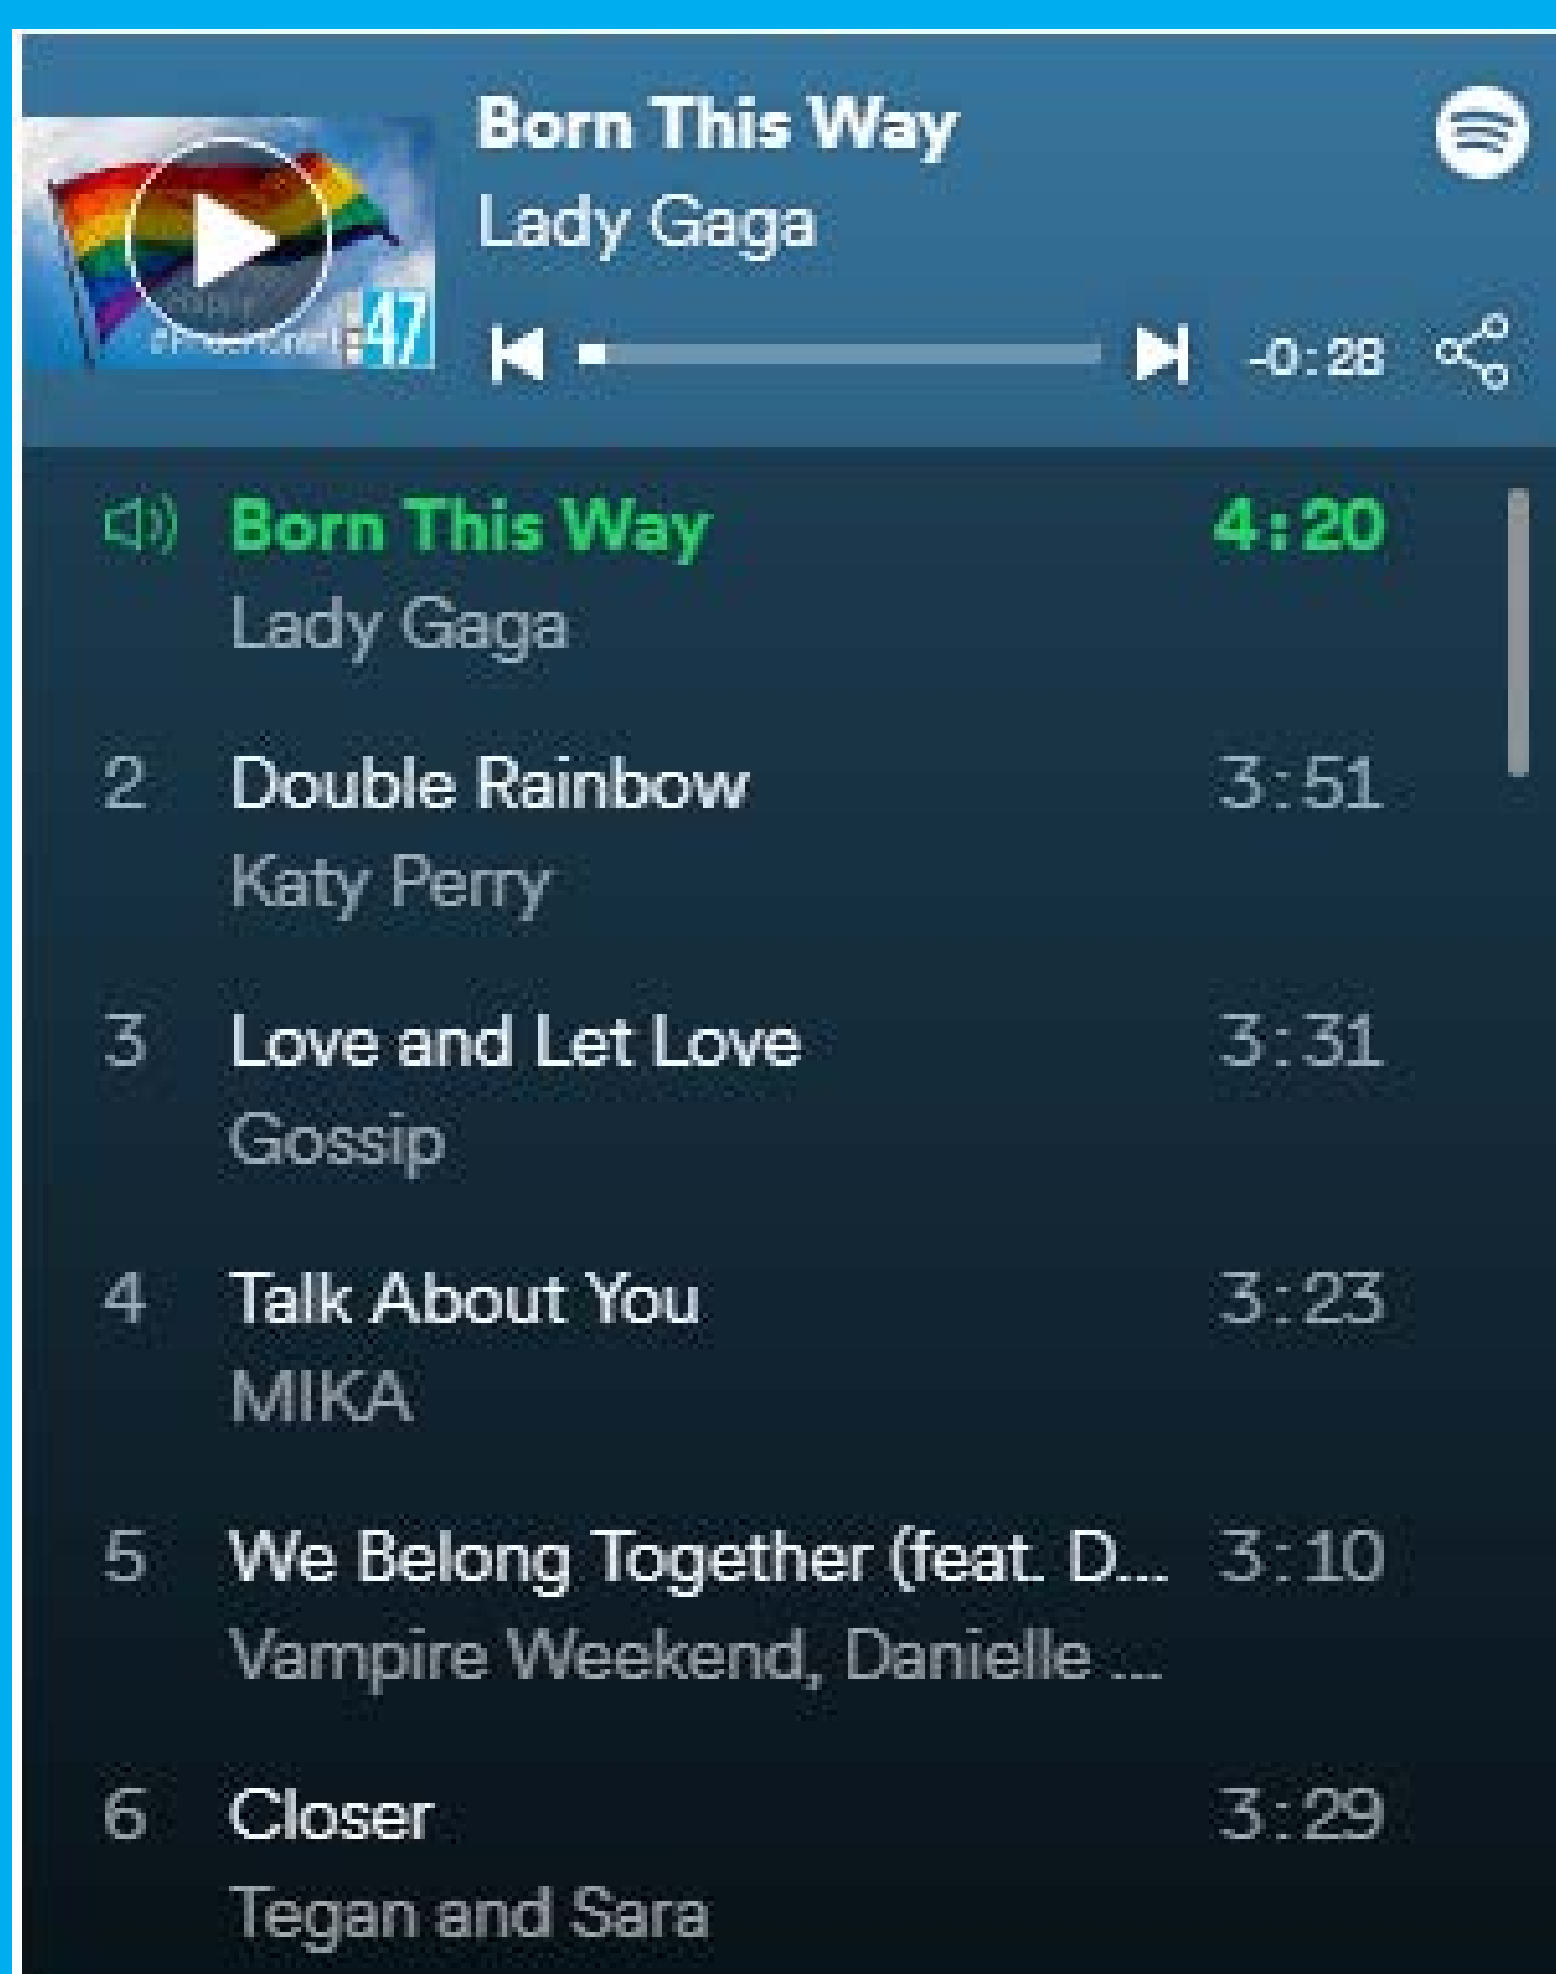 Born This Way
Lady Gaga
47
-0:28
Born This Way 4:20
Lady Gaga
2 Double Rainbow 3:51
Katy Perry
3 Love and Let Love 3:31
Gossip
4 Talk About You 3:23
MIKA
5 We Belong Together (feat. D... 3:10
Vampire Weekend, Danielle ...
6 Closer 3:29
Tegan and Sara